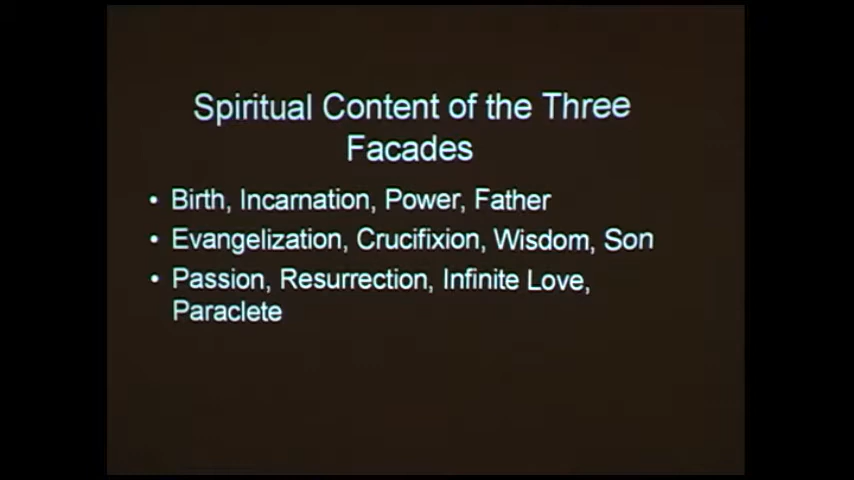 Spiritual Content of the Three
Facades
• Birth, Incarnation, Power, Father
• Evangelization, Crucifixion, Wisdom, Son
• Passion, Resurrection, Infinite Love,
Paraclete